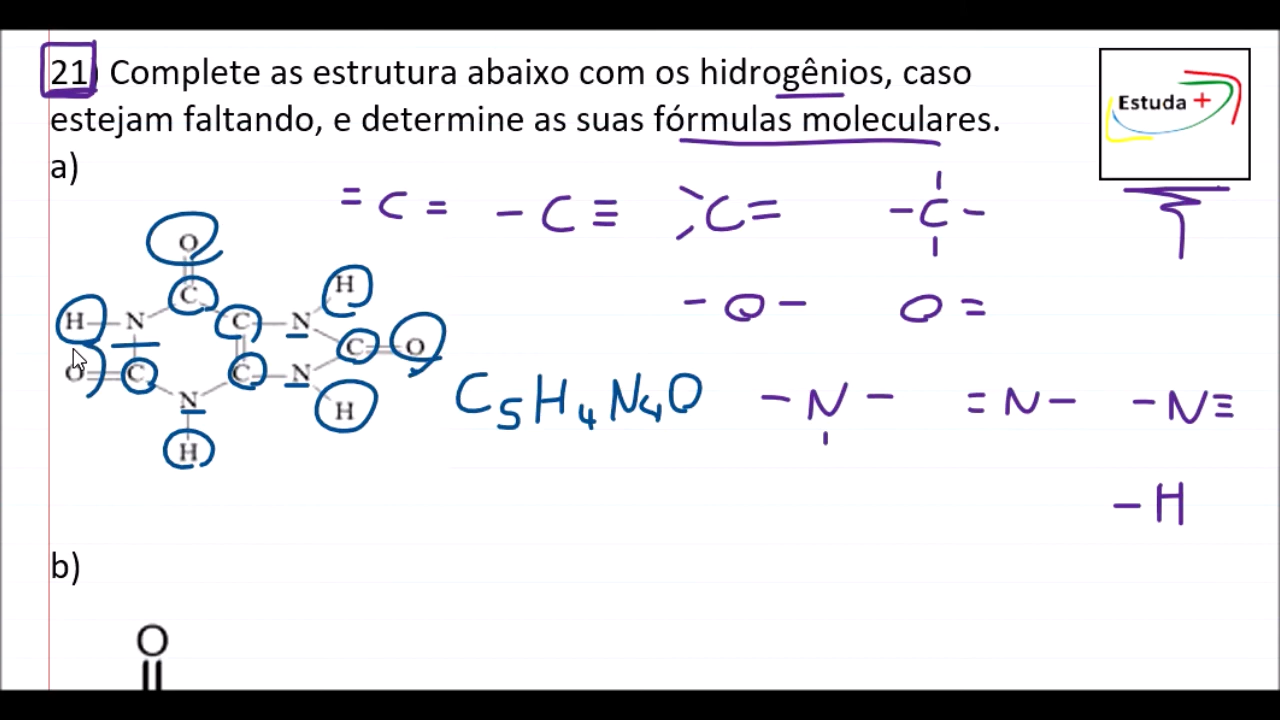 21) Complete as estrutura abaixo com os hidrogênios, caso
estejam faltando, e determine as suas fórmulas moleculares.
Estuda +
a)
= C = - C ≡ >C= -C-
O
C
H
H—N
C—N
- O - O =
C=O
O=C
C—N
N
H
H
C5H4N4O
- N - = N - - N ≡
- H
b)
O